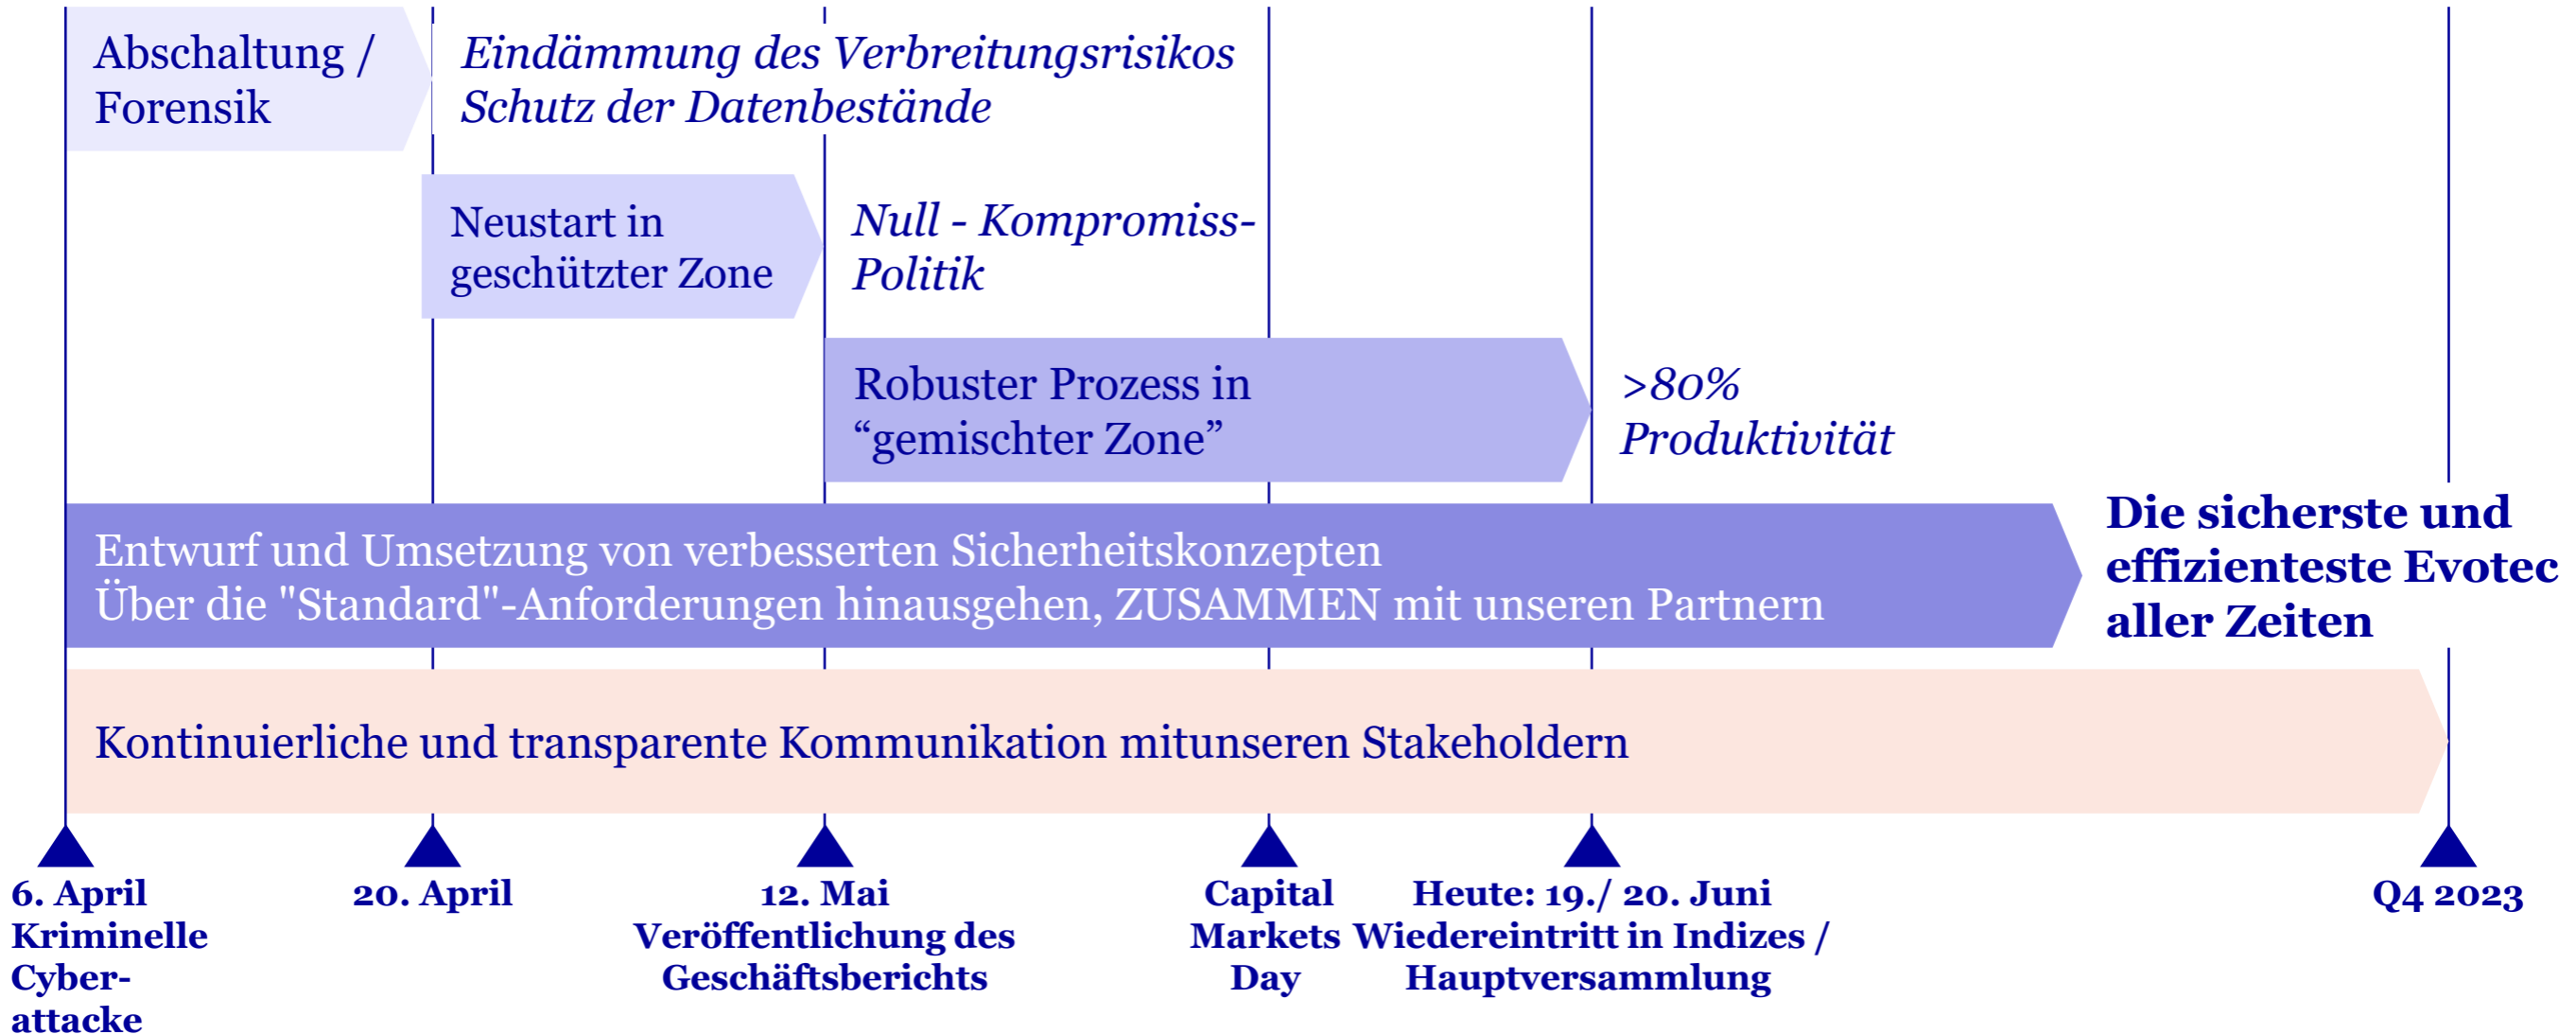 Abschaltung /
Forensik
Eindämmung des Verbreitungsrisikos
Schutz der Datenbestände
Neustart in
geschützter Zone
Null - Kompromiss-
Politik
Robuster Prozess in
“gemischter Zone”
>80%
Produktivität
Entwurf und Umsetzung von verbesserten Sicherheitskonzepten
Über die "Standard"-Anforderungen hinausgehen, ZUSAMMEN mit unseren Partnern
Die sicherste und
effizienteste Evotec
aller Zeiten
Kontinuierliche und transparente Kommunikation mitunseren Stakeholdern
6. April
Kriminelle
Cyber-
attacke
20. April
12. Mai
Veröffentlichung des
Geschäftsberichts
Capital
Markets
Day
Heute: 19./ 20. Juni
Wiedereintritt in Indizes /
Hauptversammlung
Q4 2023